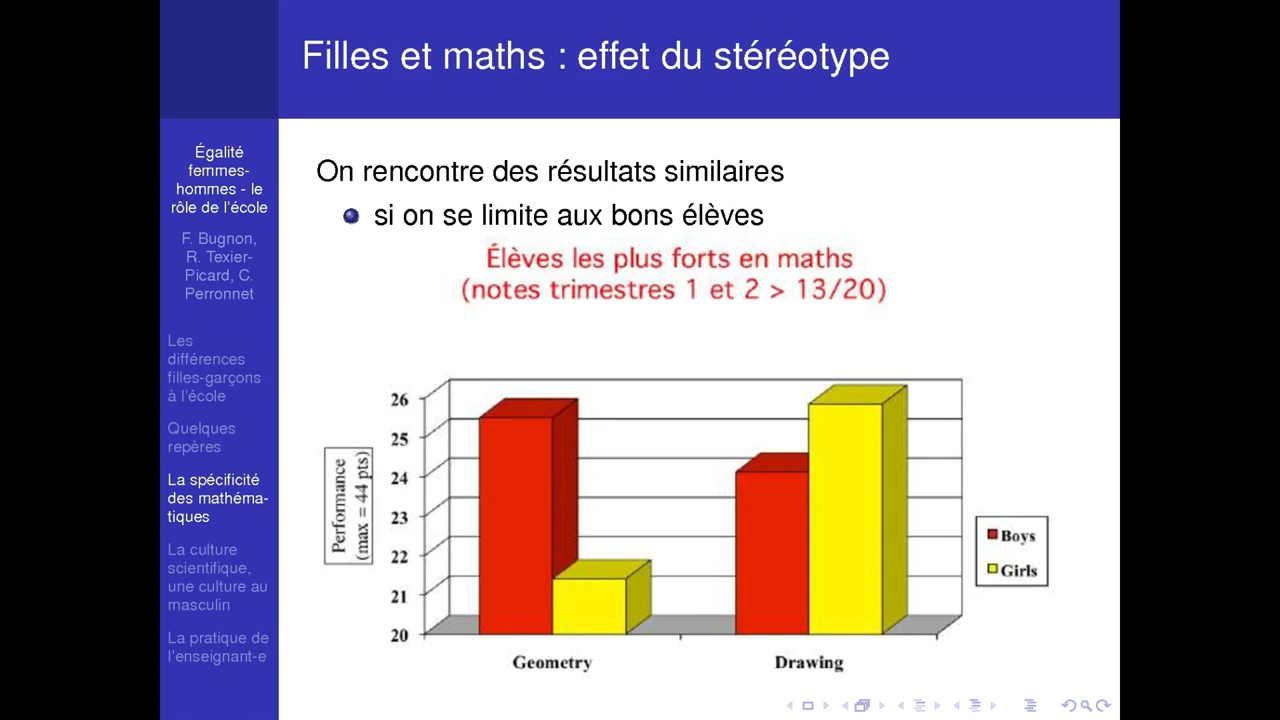 Filles et maths : effet du stéréotype
Égalité
femmes-
hommes - le
rôle de l'école
F. Bugnon,
R. Texier-
Picard, C.
Perronnet
Les
différences
filles-garçons
à l'école
Quelques
repères
La spécificité
des mathéma-
tiques
La culture
scientifique,
une culture au
masculin
La pratique de
l'enseignant-e
On rencontre des résultats similaires
si on se limite aux bons élèves
Élèves les plus forts en maths
(notes trimestres 1 et 2 > 13/20)
Performance
(max = 44 pts)
26
25
24
23
22
21
20
Geometry
Drawing
Boys
Girls